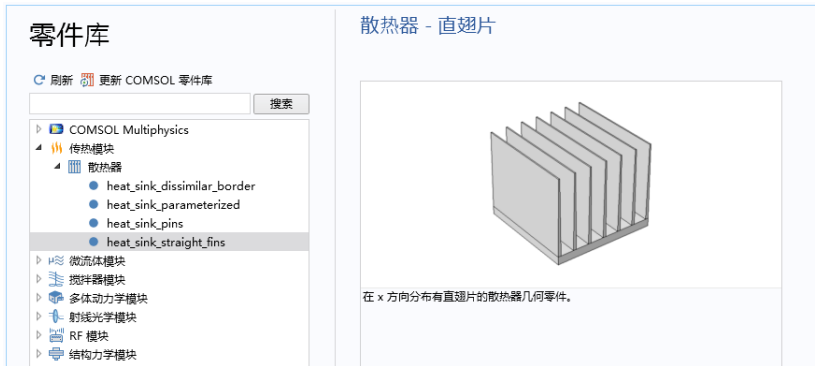 零件库
刷新 更新 COMSOL 零件库
搜索
COMSOL Multiphysics
传热模块
散热器
heat_sink_dissimilar_border
heat_sink_parameterized
heat_sink_pins
heat_sink_straight_fins
微流体模块
搅拌器模块
多体动力学模块
射线光学模块
RF 模块
结构力学模块
散热器 - 直翅片
在 x 方向分布有直翅片的散热器几何零件。